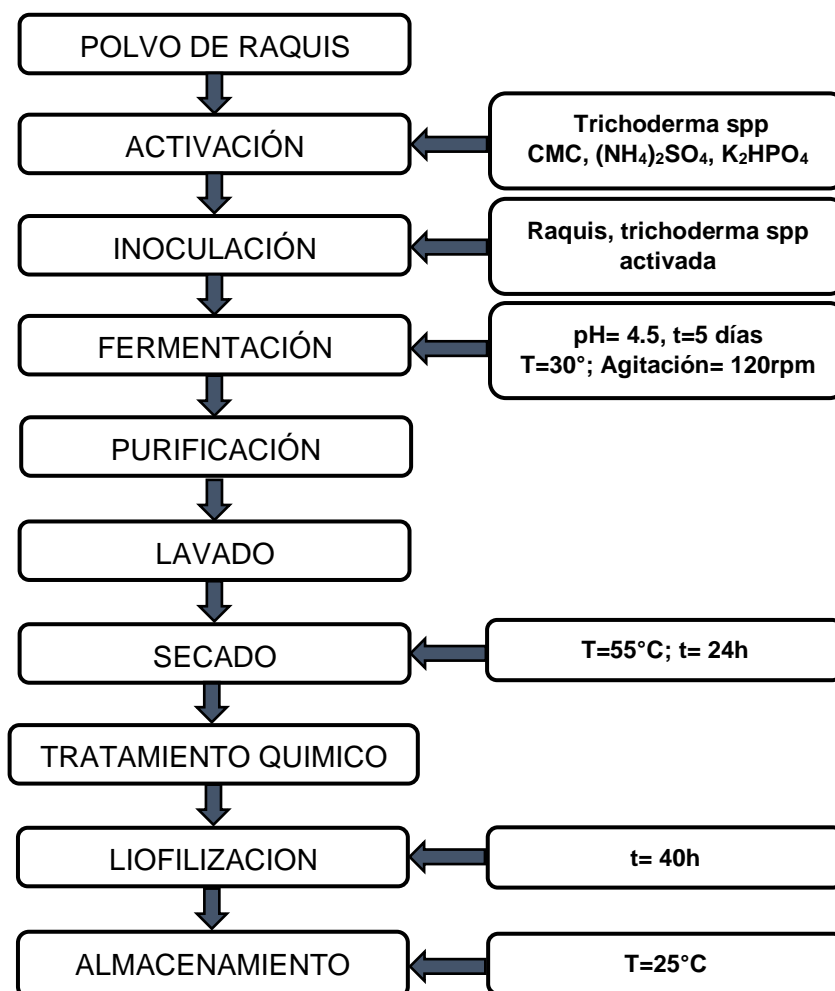 POLVO DE RAQUIS
ACTIVACIÓN
Trichoderma spp
CMC, (NH₄)₂SO₄, K₂HPO₄
INOCULACIÓN
Raquis, trichoderma spp
activada
FERMENTACIÓN
pH= 4.5, t=5 días
T=30°; Agitación= 120rpm
PURIFICACIÓN
LAVADO
SECADO
T=55°C; t= 24h
TRATAMIENTO QUIMICO
LIOFILIZACION
t= 40h
ALMACENAMIENTO
T=25°C